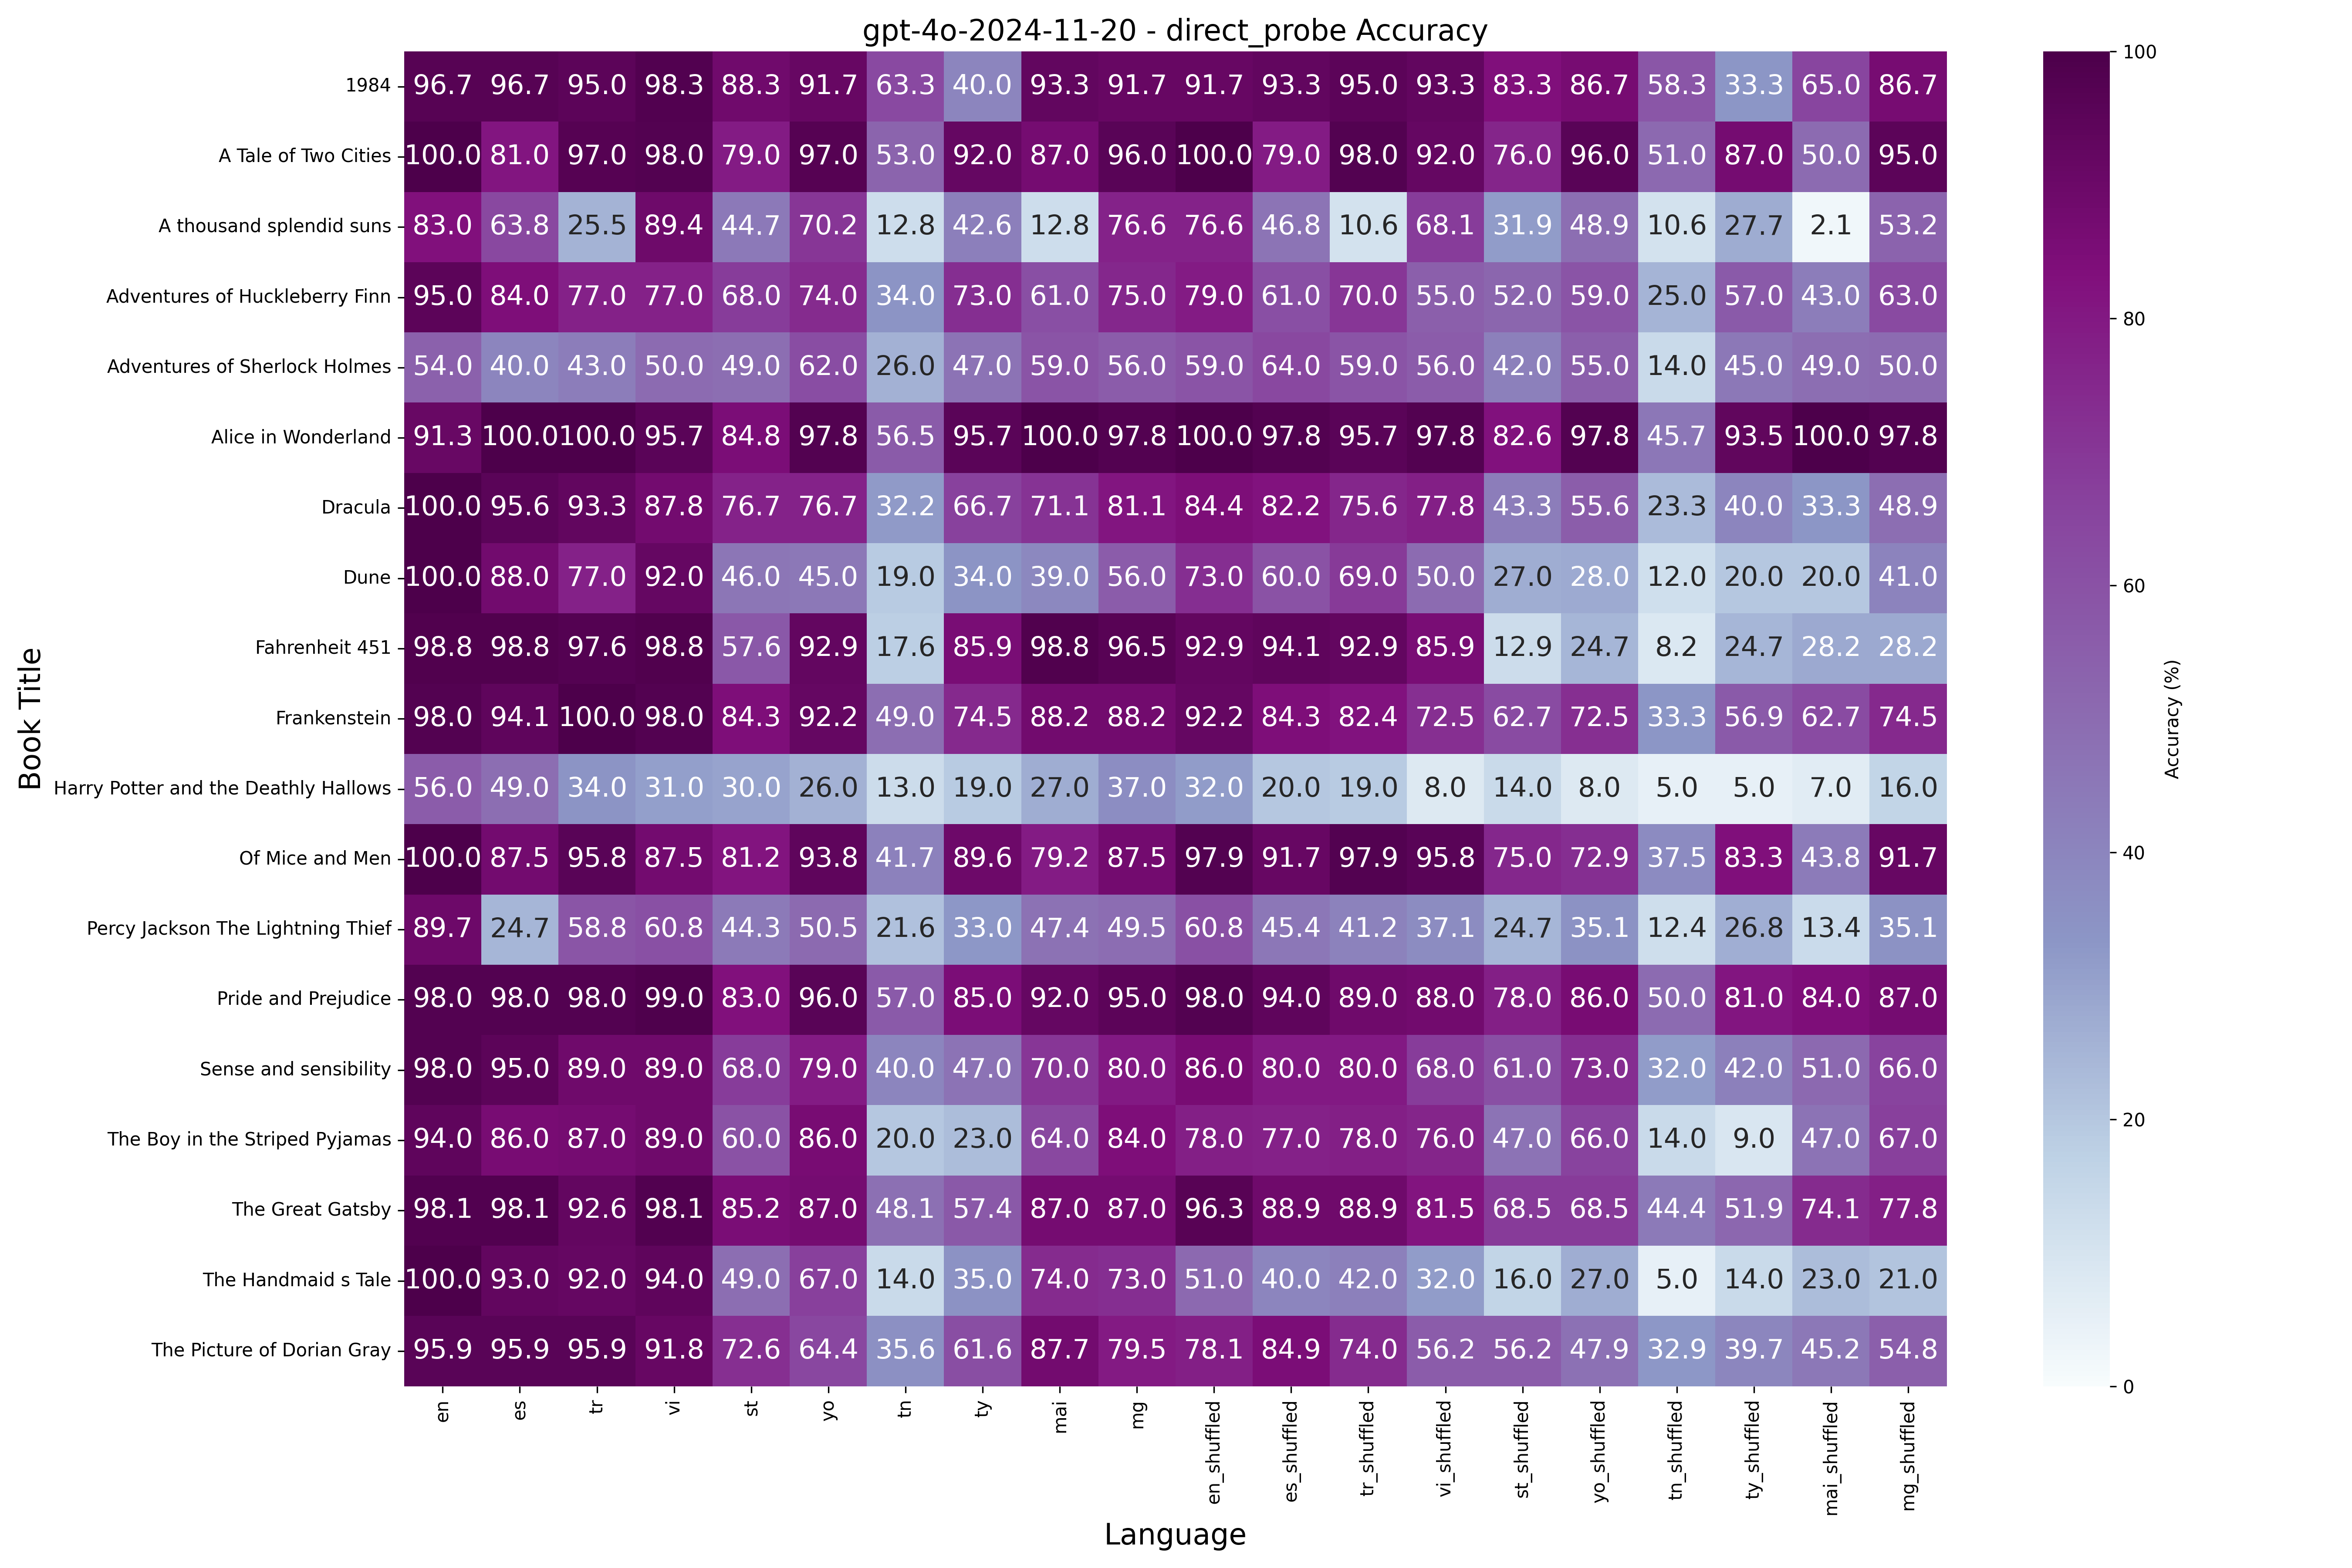 gpt-4o-2024-11-20 - direct_probe Accuracy
1984 96.7 96.7 95.0 98.3 88.3 91.7 63.3 40.0 93.3 91.7 91.7 93.3 95.0 93.3 83.3 86.7 58.3 33.3 65.0 86.7
A Tale of Two Cities 100.0 81.0 97.0 98.0 79.0 97.0 53.0 92.0 87.0 96.0 100.0 79.0 98.0 92.0 76.0 96.0 51.0 87.0 50.0 95.0
A thousand splendid suns 83.0 63.8 25.5 89.4 44.7 70.2 12.8 42.6 12.8 76.6 76.6 46.8 10.6 68.1 31.9 48.9 10.6 27.7 2.1 53.2
Adventures of Huckleberry Finn 95.0 84.0 77.0 77.0 68.0 74.0 34.0 73.0 61.0 75.0 79.0 61.0 70.0 55.0 52.0 59.0 25.0 57.0 43.0 63.0
Adventures of Sherlock Holmes 54.0 40.0 43.0 50.0 49.0 62.0 26.0 47.0 59.0 56.0 59.0 64.0 59.0 56.0 42.0 55.0 14.0 45.0 49.0 50.0
Alice in Wonderland 91.3 100.0 100.0 95.7 84.8 97.8 56.5 95.7 100.0 97.8 100.0 97.8 95.7 97.8 82.6 97.8 45.7 93.5 100.0 97.8
Dracula 100.0 95.6 93.3 87.8 76.7 76.7 32.2 66.7 71.1 81.1 84.4 82.2 75.6 77.8 43.3 55.6 23.3 40.0 33.3 48.9
Dune 100.0 88.0 77.0 92.0 46.0 45.0 19.0 34.0 39.0 56.0 73.0 60.0 69.0 50.0 27.0 28.0 12.0 20.0 20.0 41.0
Fahrenheit 451 98.8 98.8 97.6 98.8 57.6 92.9 17.6 85.9 98.8 96.5 92.9 94.1 92.9 85.9 12.9 24.7 8.2 24.7 28.2 28.2
Frankenstein 98.0 94.1 100.0 98.0 84.3 92.2 49.0 74.5 88.2 88.2 92.2 84.3 82.4 72.5 62.7 72.5 33.3 56.9 62.7 74.5
Harry Potter and the Deathly Hallows 56.0 49.0 34.0 31.0 30.0 26.0 13.0 19.0 27.0 37.0 32.0 20.0 19.0 8.0 14.0 8.0 5.0 5.0 7.0 16.0
Of Mice and Men 100.0 87.5 95.8 87.5 81.2 93.8 41.7 89.6 79.2 87.5 97.9 91.7 97.9 95.8 75.0 72.9 37.5 83.3 43.8 91.7
Percy Jackson The Lightning Thief 89.7 24.7 58.8 60.8 44.3 50.5 21.6 33.0 47.4 49.5 60.8 45.4 41.2 37.1 24.7 35.1 12.4 26.8 13.4 35.1
Pride and Prejudice 98.0 98.0 98.0 99.0 83.0 96.0 57.0 85.0 92.0 95.0 98.0 94.0 89.0 88.0 78.0 86.0 50.0 81.0 84.0 87.0
Sense and sensibility 98.0 95.0 89.0 89.0 68.0 79.0 40.0 47.0 70.0 80.0 86.0 80.0 80.0 68.0 61.0 73.0 32.0 42.0 51.0 66.0
The Boy in the Striped Pyjamas 94.0 86.0 87.0 89.0 60.0 86.0 20.0 23.0 64.0 84.0 78.0 77.0 78.0 76.0 47.0 66.0 14.0 9.0 47.0 67.0
The Great Gatsby 98.1 98.1 92.6 98.1 85.2 87.0 48.1 57.4 87.0 87.0 96.3 88.9 88.9 81.5 68.5 68.5 44.4 51.9 74.1 77.8
The Handmaid s Tale 100.0 93.0 92.0 94.0 49.0 67.0 14.0 35.0 74.0 73.0 51.0 40.0 42.0 32.0 16.0 27.0 5.0 14.0 23.0 21.0
The Picture of Dorian Gray 95.9 95.9 95.9 91.8 72.6 64.4 35.6 61.6 87.7 79.5 78.1 84.9 74.0 56.2 56.2 47.9 32.9 39.7 45.2 54.8
en es tr vi st yo tn ty mai mg en_shuffled es_shuffled tr_shuffled vi_shuffled st_shuffled yo_shuffled tn_shuffled ty_shuffled mai_shuffled mg_shuffled
Language
Book Title
100
80
60
40
20
0
Accuracy (%)